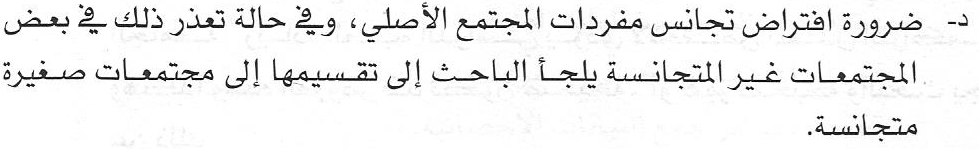 د- ضرورة افتراض تجانس مفردات المجتمع الأصلي، وفي حالة تعذر ذلك في بعض
المجتمعات غير المتجانسة يلجأ الباحث إلى تقسيمها إلى مجتمعات صغيرة
متجانسة.